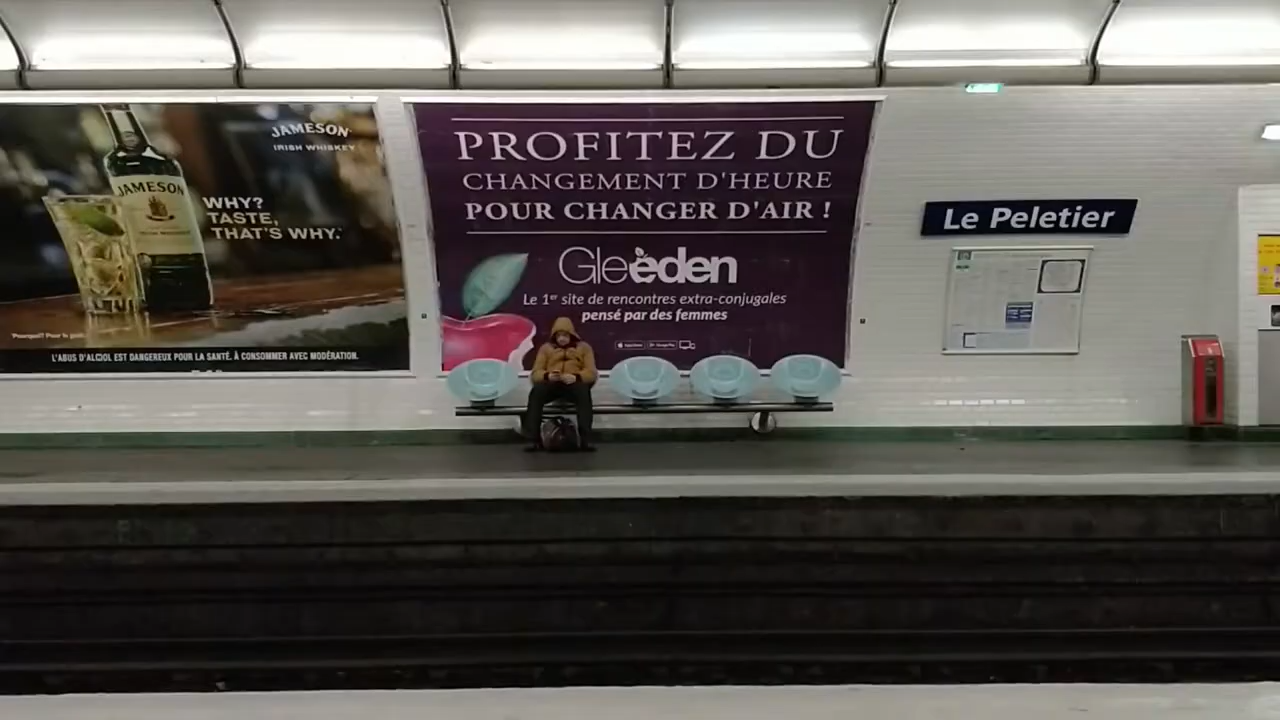 JAMESON
IRISH WHISKEY
JAMESON
WHY?
TASTE,
THAT'S WHY.
L'ABUS D'ALCOOL EST DANGEREUX POUR LA SANTÉ. À CONSOMMER AVEC MODÉRATION.
PROFITEZ DU
CHANGEMENT D'HEURE
POUR CHANGER D'AIR !
Gleeden
Le 1er site de rencontres extra-conjugales
pensé par des femmes
Le Peletier